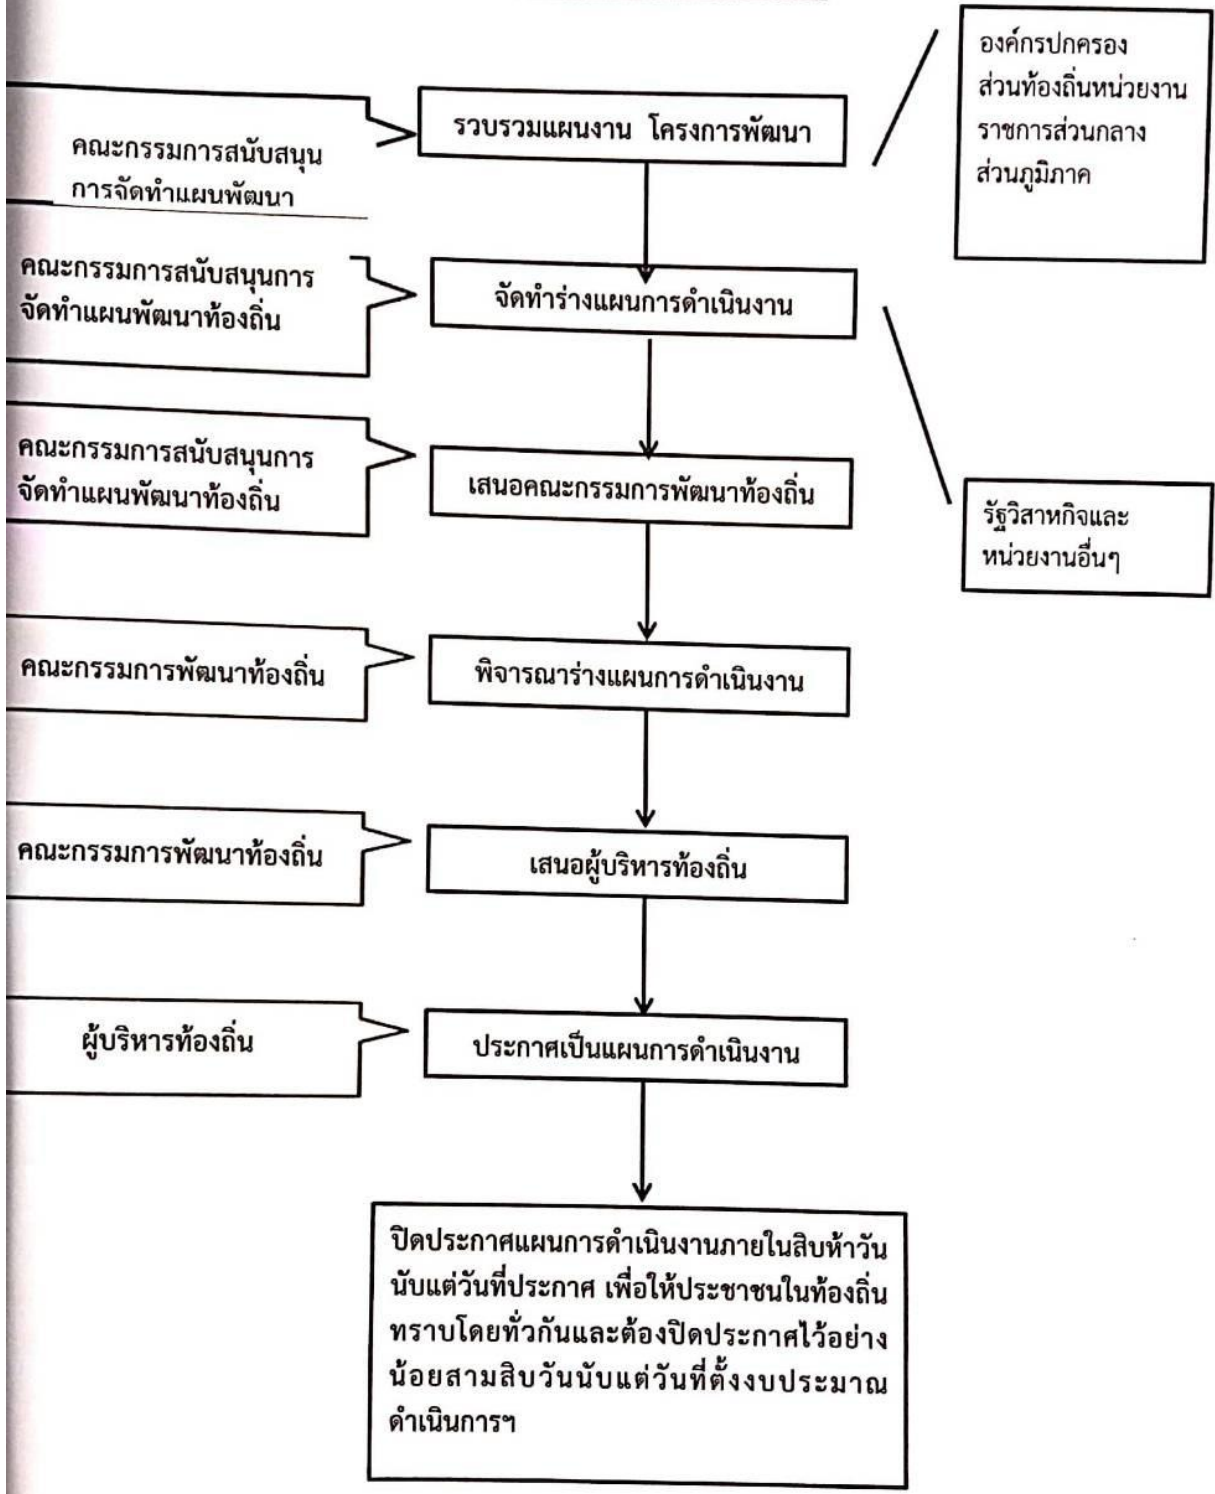 องค์กรปกครอง
ส่วนท้องถิ่นหน่วยงาน
ราชการส่วนกลาง
ส่วนภูมิภาค
คณะกรรมการสนับสนุน
การจัดทำแผนพัฒนา
รวบรวมแผนงาน โครงการพัฒนา
คณะกรรมการสนับสนุนการ
จัดทำแผนพัฒนาท้องถิ่น
จัดทำร่างแผนการดำเนินงาน
คณะกรรมการสนับสนุนการ
จัดทำแผนพัฒนาท้องถิ่น
เสนอคณะกรรมการพัฒนาท้องถิ่น
รัฐวิสาหกิจและ
หน่วยงานอื่นๆ
คณะกรรมการพัฒนาท้องถิ่น
พิจารณาร่างแผนการดำเนินงาน
คณะกรรมการพัฒนาท้องถิ่น
เสนอผู้บริหารท้องถิ่น
ผู้บริหารท้องถิ่น
ประกาศเป็นแผนการดำเนินงาน
ปิดประกาศแผนการดำเนินงานภายในสิบห้าวัน
นับแต่วันที่ประกาศ เพื่อให้ประชาชนในท้องถิ่น
ทราบโดยทั่วกันและต้องปิดประกาศไว้อย่าง
น้อยสามสิบวันนับแต่วันที่ตั้งงบประมาณ
ดำเนินการฯ